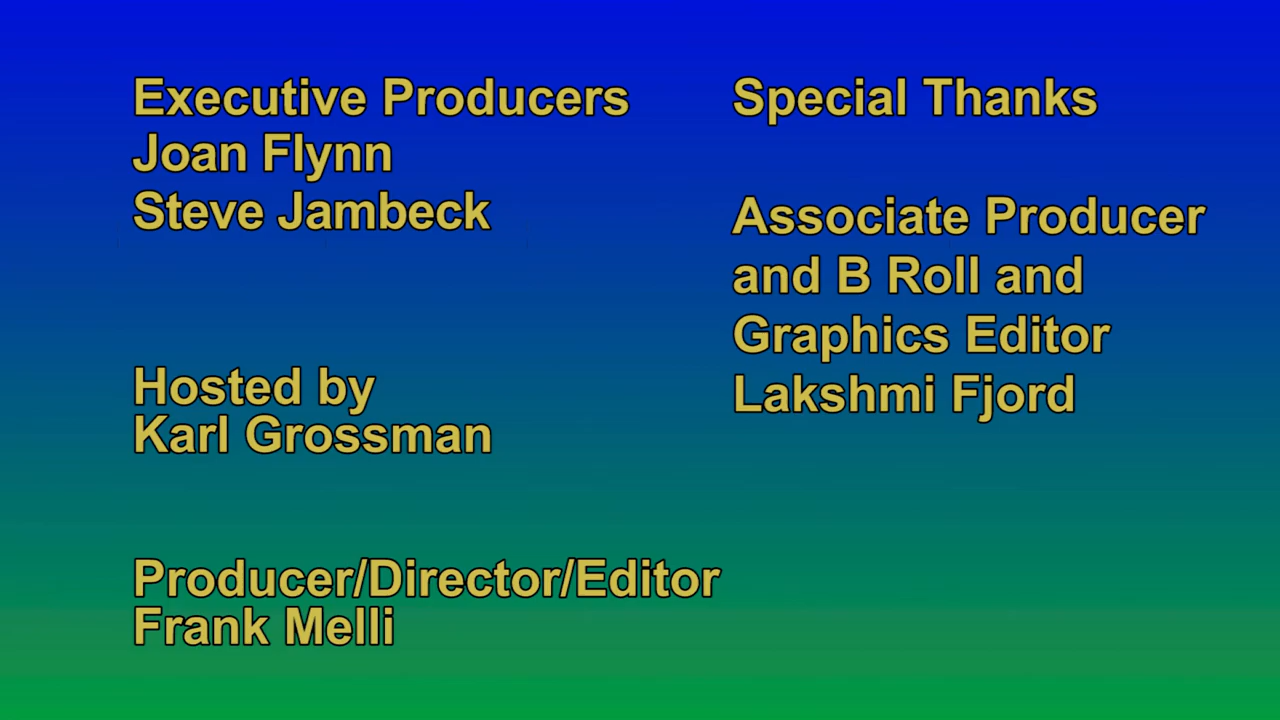 Executive Producers
Joan Flynn
Steve Jambeck
Hosted by
Karl Grossman
Producer/Director/Editor
Frank Melli
Special Thanks
Associate Producer
and B Roll and
Graphics Editor
Lakshmi Fjord